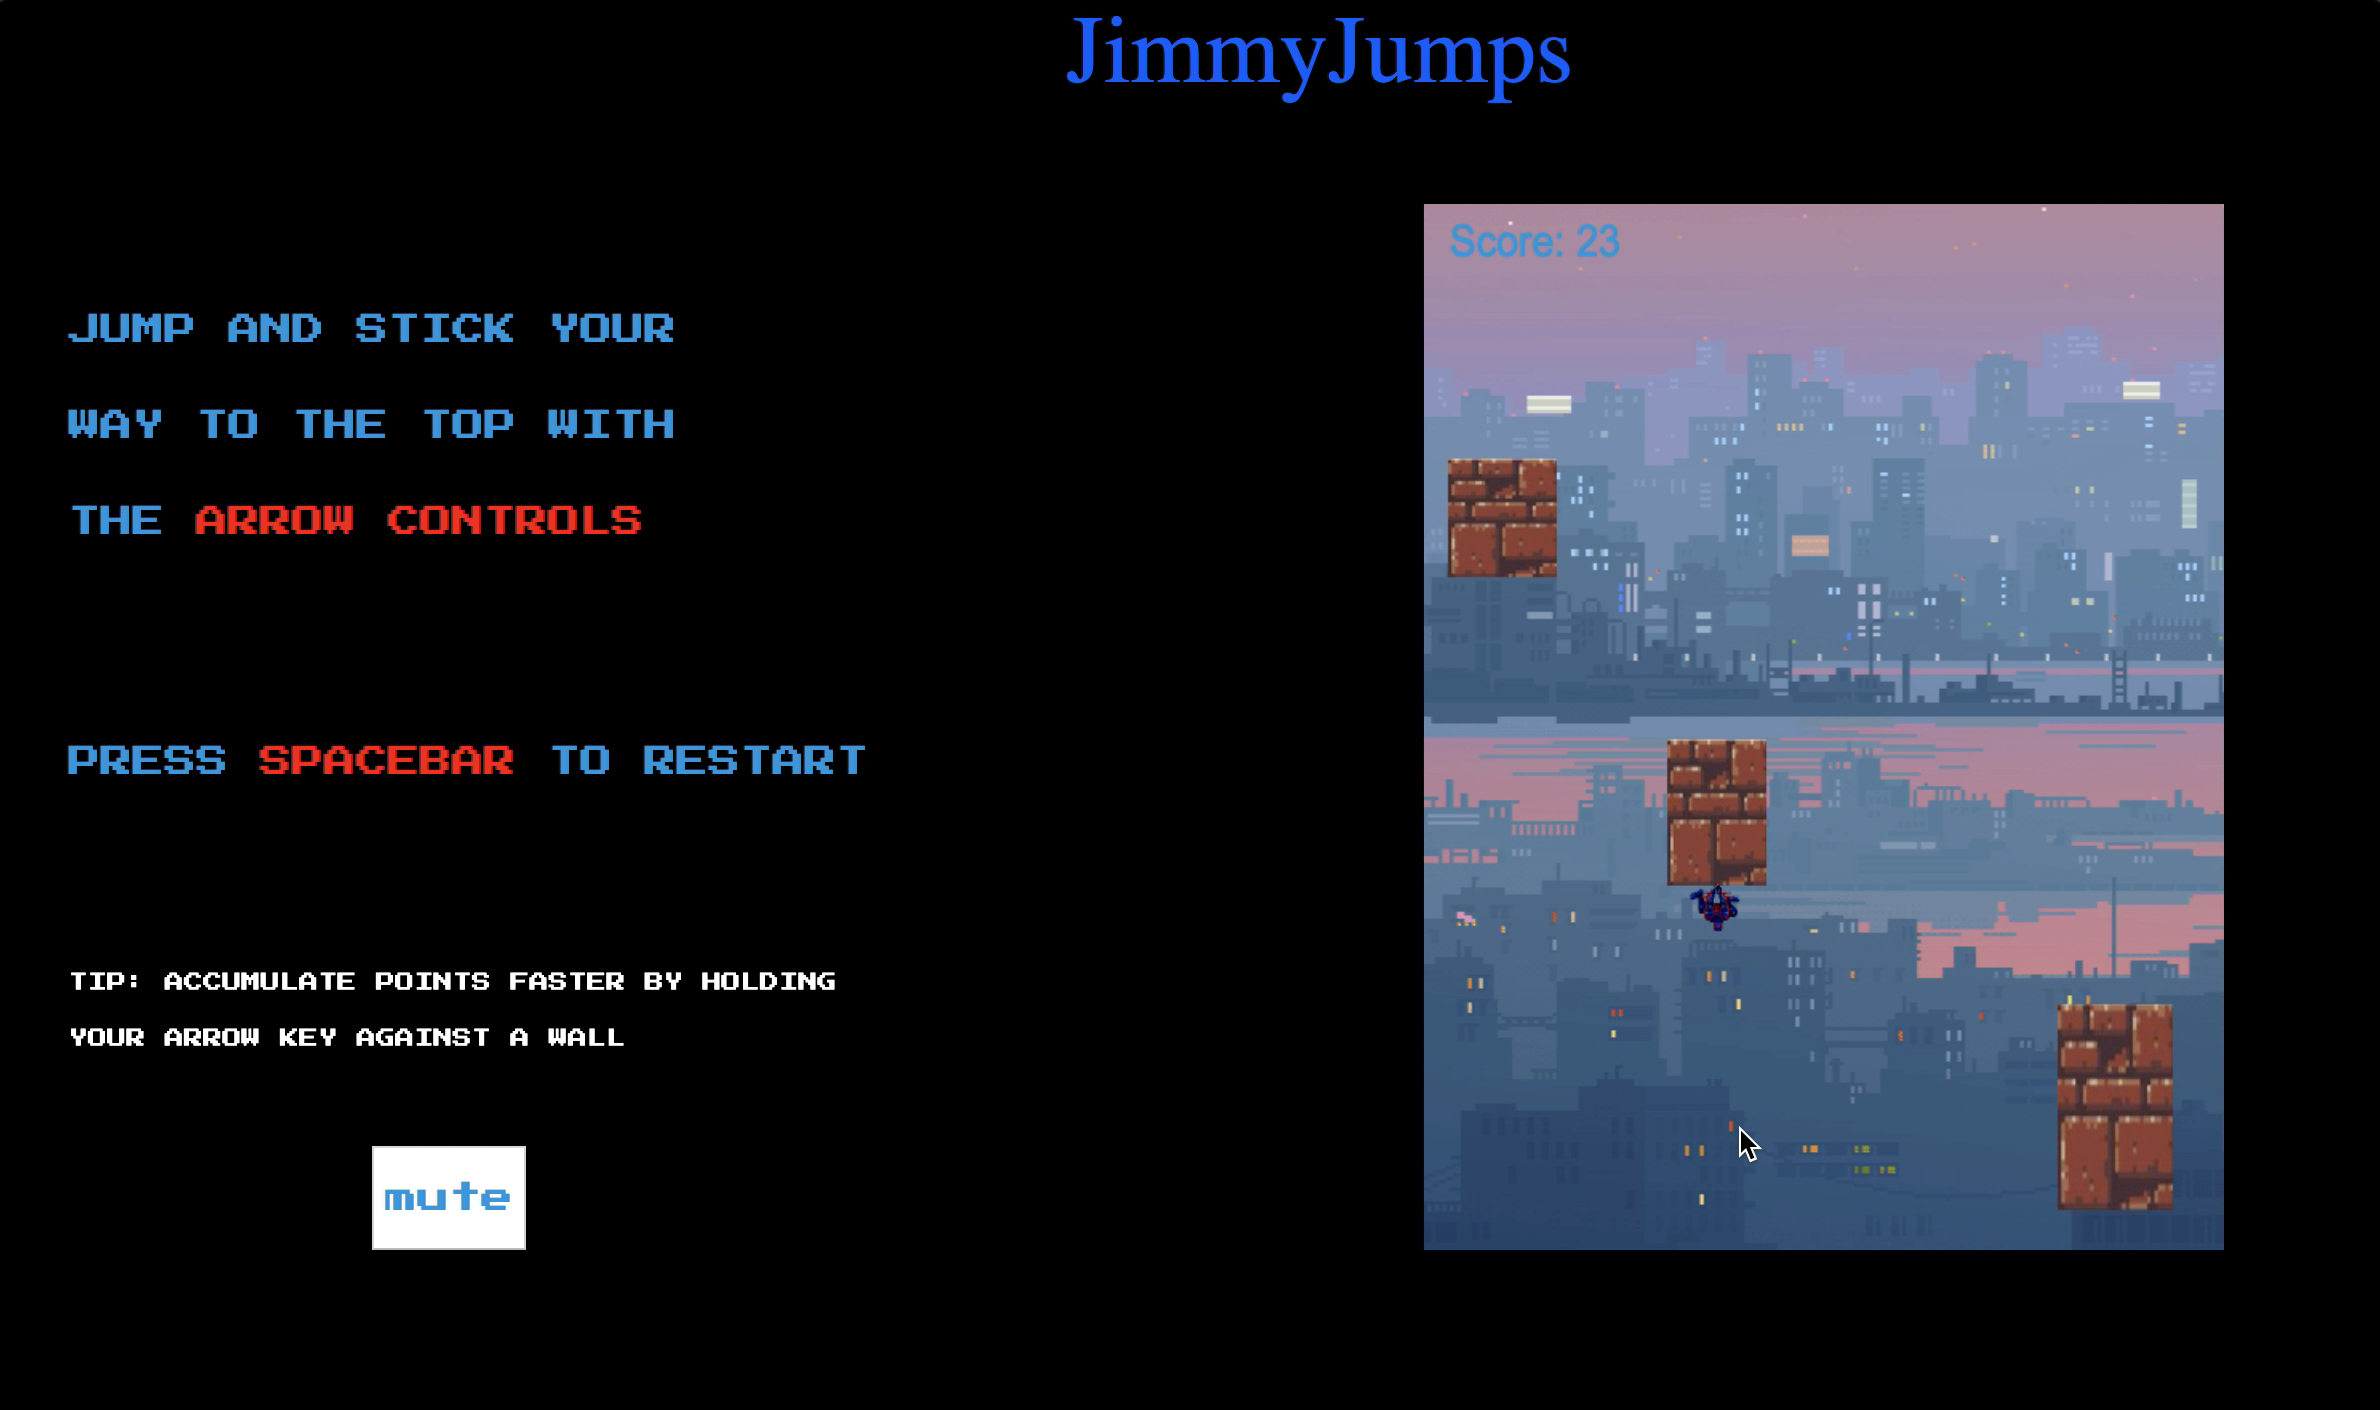 JimmyJumps
JUMP AND STICK YOUR
WAY TO THE TOP WITH
THE ARROW CONTROLS
PRESS SPACEBAR TO RESTART
TIP: ACCUMULATE POINTS FASTER BY HOLDING
YOUR ARROW KEY AGAINST A WALL
mute
Score: 23